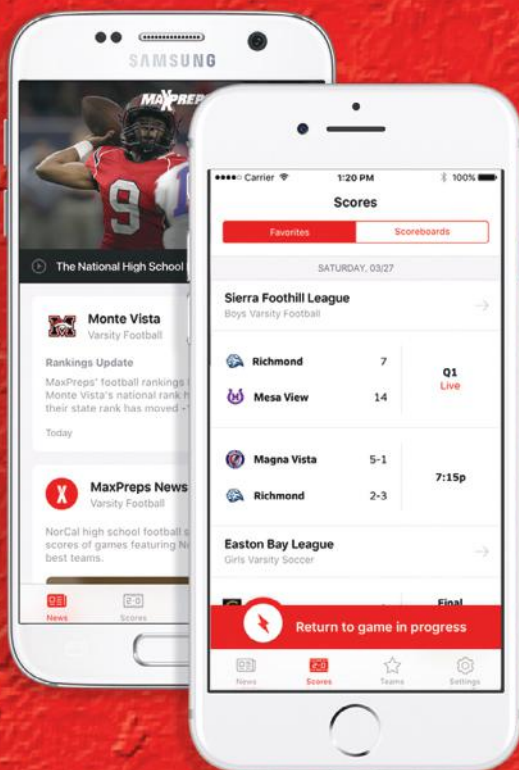 SAMSUNG
MAXPREP
9
The National High School
Monte Vista
Varsity Football
Rankings Update
MaxPreps' football rankings
Monte Vista's national rank h
their state rank has moved
Today
MaxPreps News
Varsity Football
NorCal high school football s
scores of games featuring
best teams.
News
Scores
Carrier
1:20 PM
100%
Scores
Favorites
Scoreboards
SATURDAY, 03/27
Sierra Foothill League
Boys Varsity Football
Richmond 7
Mesa View 14
Q1
Live
Magna Vista 5-1
Richmond 2-3
7:15p
Easton Bay League
Girls Varsity Soccer
Final
Return to game in progress
News
Scores
Teams
Settings